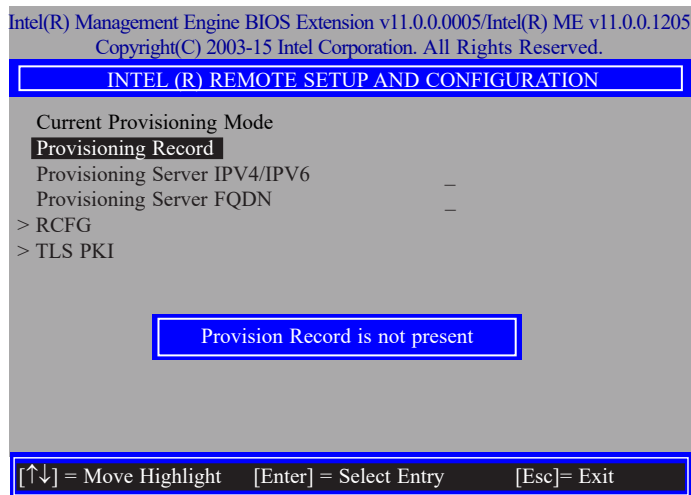 Intel(R) Management Engine BIOS Extension v11.0.0.0005/Intel(R) ME v11.0.0.1205
Copyright(C) 2003-15 Intel Corporation. All Rights Reserved.
INTEL (R) REMOTE SETUP AND CONFIGURATION
Current Provisioning Mode
Provisioning Record
Provisioning Server IPV4/IPV6 _
Provisioning Server FQDN _
> RCFG
> TLS PKI
Provision Record is not present
[↑↓] = Move Highlight [Enter] = Select Entry [Esc]= Exit